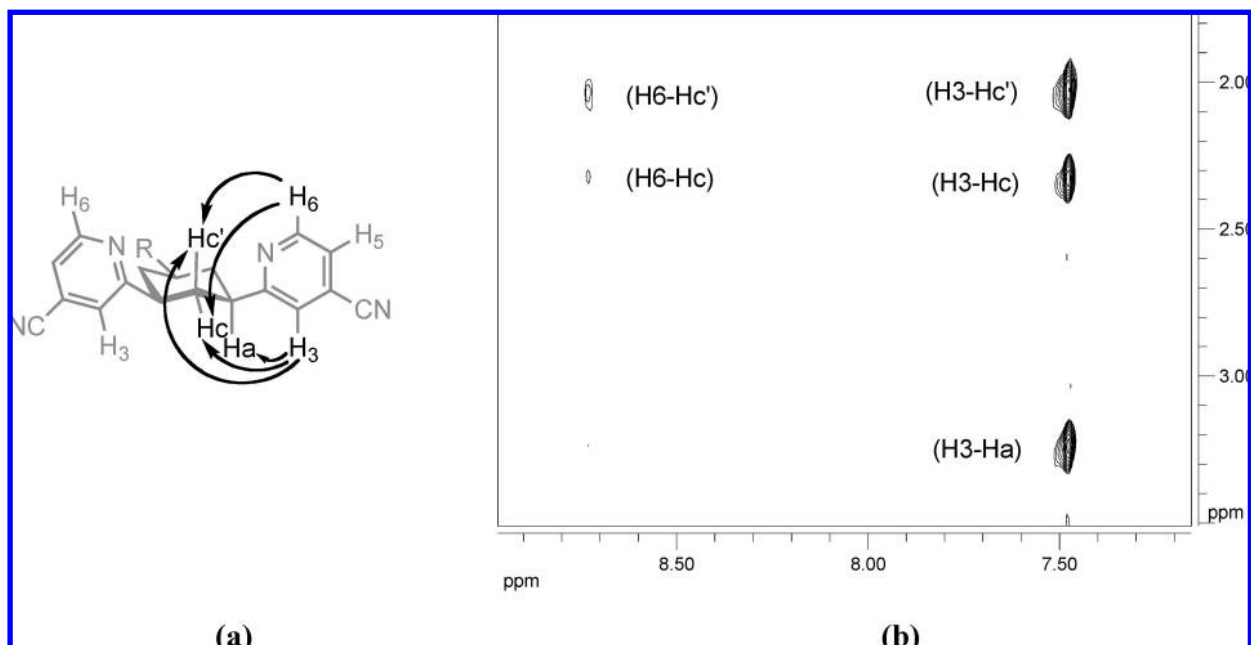 H6
Hc'
R
N
N
H6
H5
NC
H3
Hc
Ha
H3
CN
(a)
(H6-Hc')
(H3-Hc')
(H6-Hc)
(H3-Hc)
(H3-Ha)
2.00
2.50
3.00
ppm
8.50
8.00
7.50
ppm
(b)